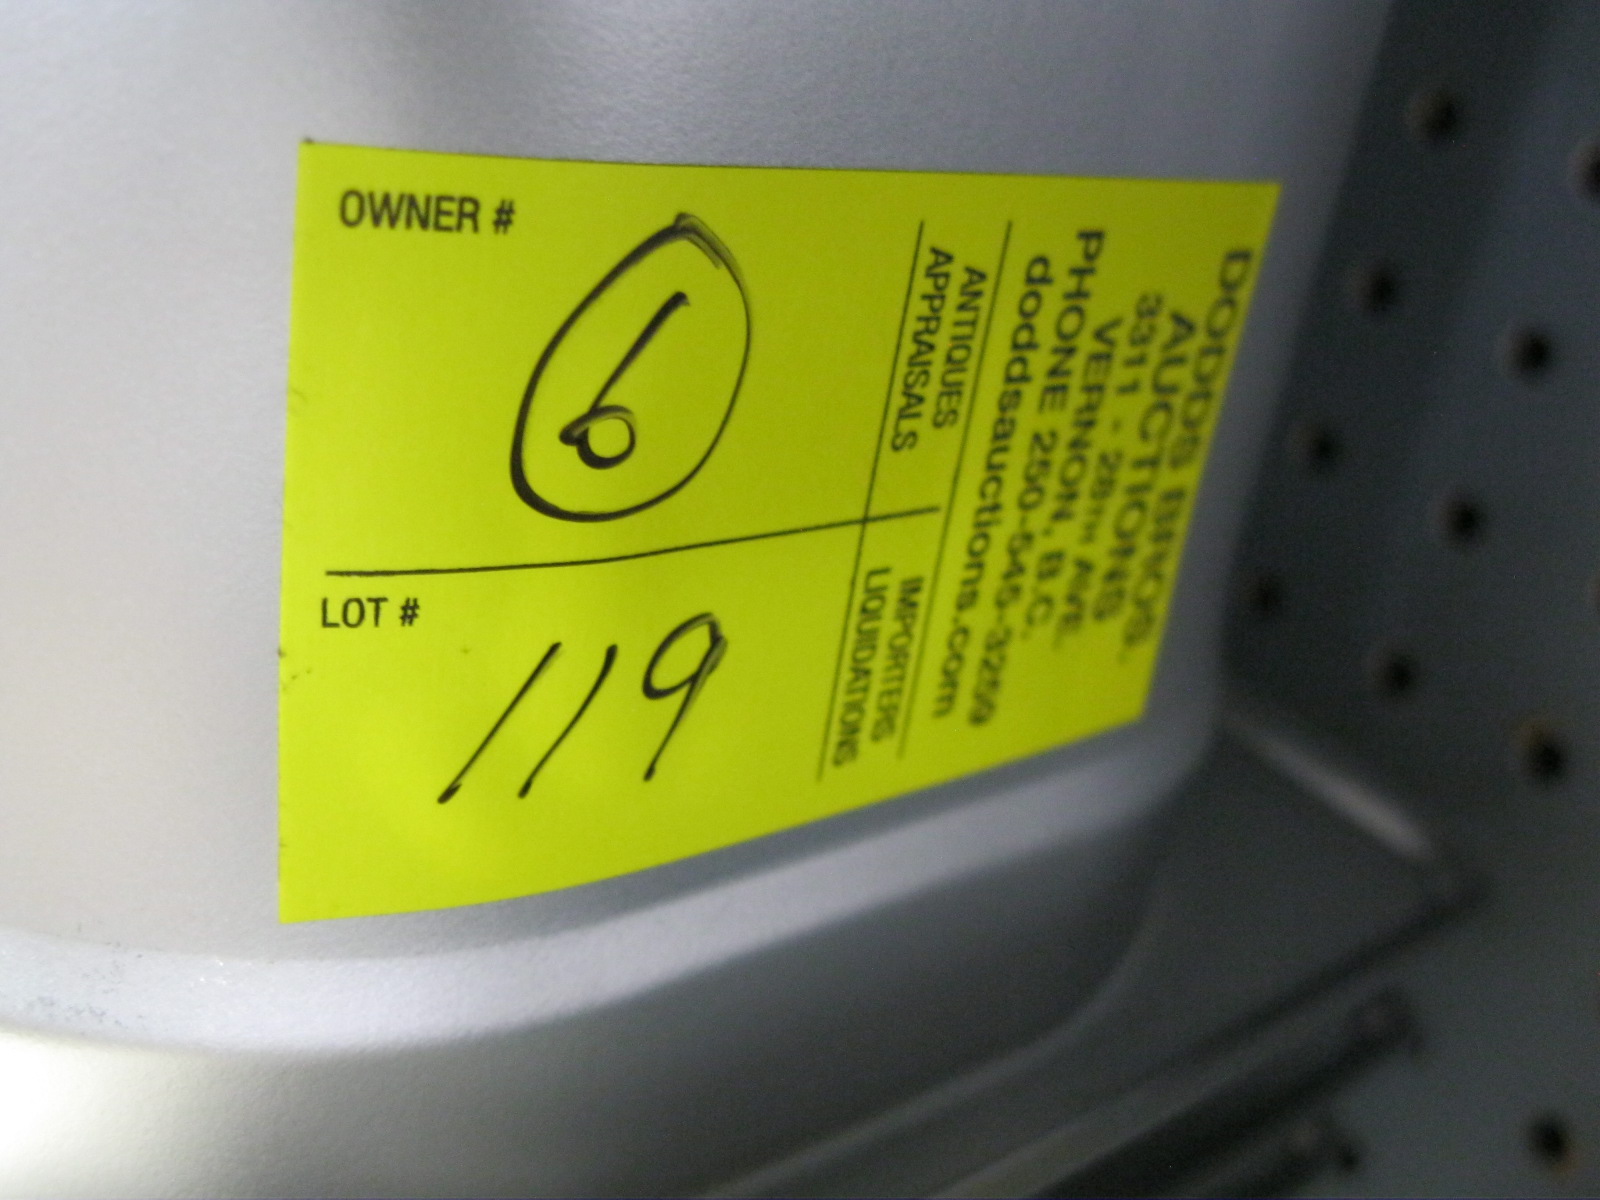 OWNER #
6
LOT #
119
DODDS BROS.
AUCTIONS
3311 - 28TH AVE.
VERNON, B.C.
PHONE 250-545-3259
doddsauctions.com
ANTIQUES
APPRAISALS
IMPORTERS
LIQUIDATIONS